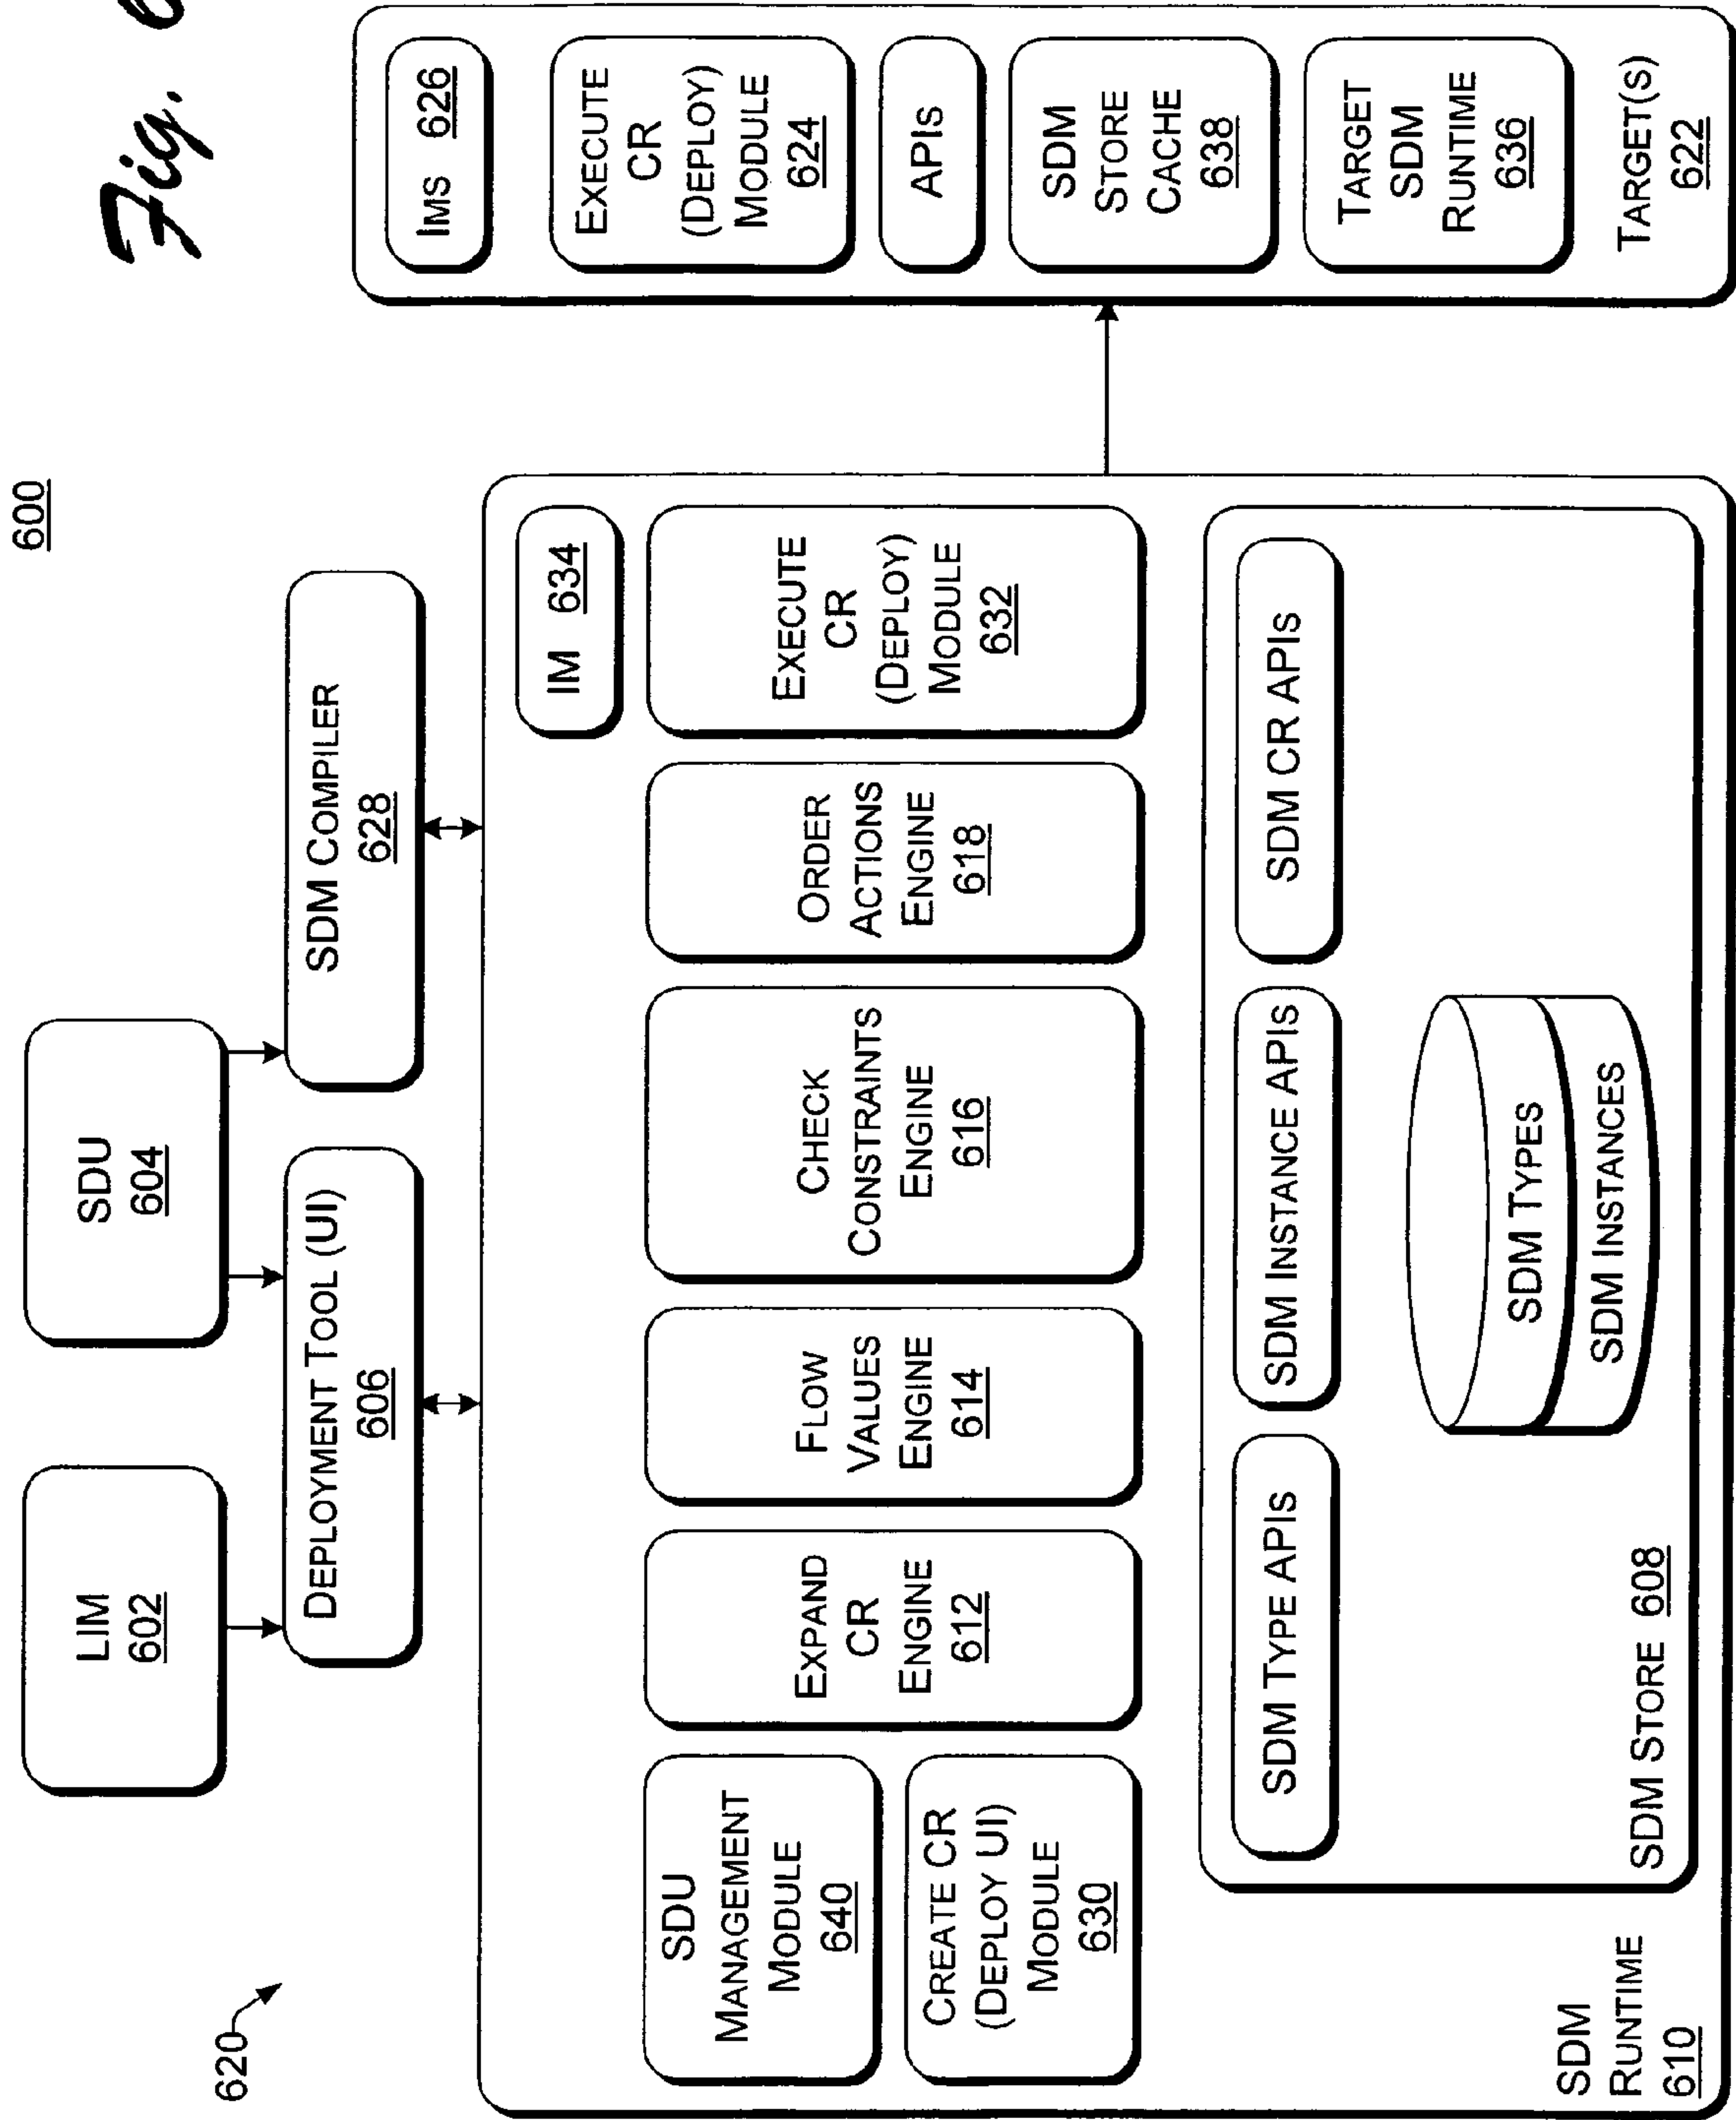 Fig. 6
600
LIM
602
SDU
604
620
DEPLOYMENT TOOL (UI)
606
SDM COMPILER
628
IM 634
SDU
MANAGEMENT
MODULE
640
CREATE CR
(DEPLOY UI)
MODULE
630
EXPAND
CR
ENGINE
612
FLOW
VALUES
ENGINE
614
CHECK
CONSTRAINTS
ENGINE
616
ORDER
ACTIONS
ENGINE
618
EXECUTE
CR
(DEPLOY)
MODULE
632
SDM TYPE APIS
SDM INSTANCE APIS
SDM CR APIS
SDM TYPES
SDM INSTANCES
SDM STORE 608
SDM
RUNTIME
610
IMS 626
EXECUTE
CR
(DEPLOY)
MODULE
624
APIS
SDM
STORE
CACHE
638
TARGET
SDM
RUNTIME
636
TARGET(S)
622